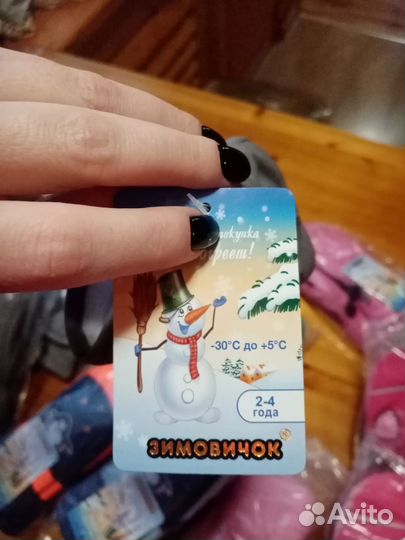 покупка
греет!
-30°C до +5°C
2-4
года
ЗИМОВИЧОК
Avito